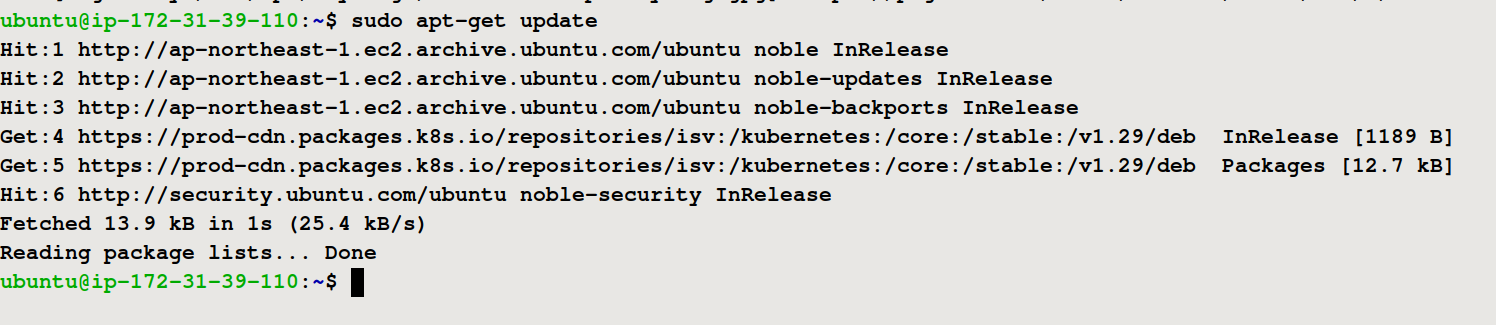 ubuntu@ip-172-31-39-110:~$ sudo apt-get update
Hit:1 http://ap-northeast-1.ec2.archive.ubuntu.com/ubuntu noble InRelease
Hit:2 http://ap-northeast-1.ec2.archive.ubuntu.com/ubuntu noble-updates InRelease
Hit:3 http://ap-northeast-1.ec2.archive.ubuntu.com/ubuntu noble-backports InRelease
Get:4 https://prod-cdn.packages.k8s.io/repositories/isv:/kubernetes:/core:/stable:/v1.29/deb  InRelease [1189 B]
Get:5 https://prod-cdn.packages.k8s.io/repositories/isv:/kubernetes:/core:/stable:/v1.29/deb  Packages [12.7 kB]
Hit:6 http://security.ubuntu.com/ubuntu noble-security InRelease
Fetched 13.9 kB in 1s (25.4 kB/s)
Reading package lists... Done
ubuntu@ip-172-31-39-110:~$